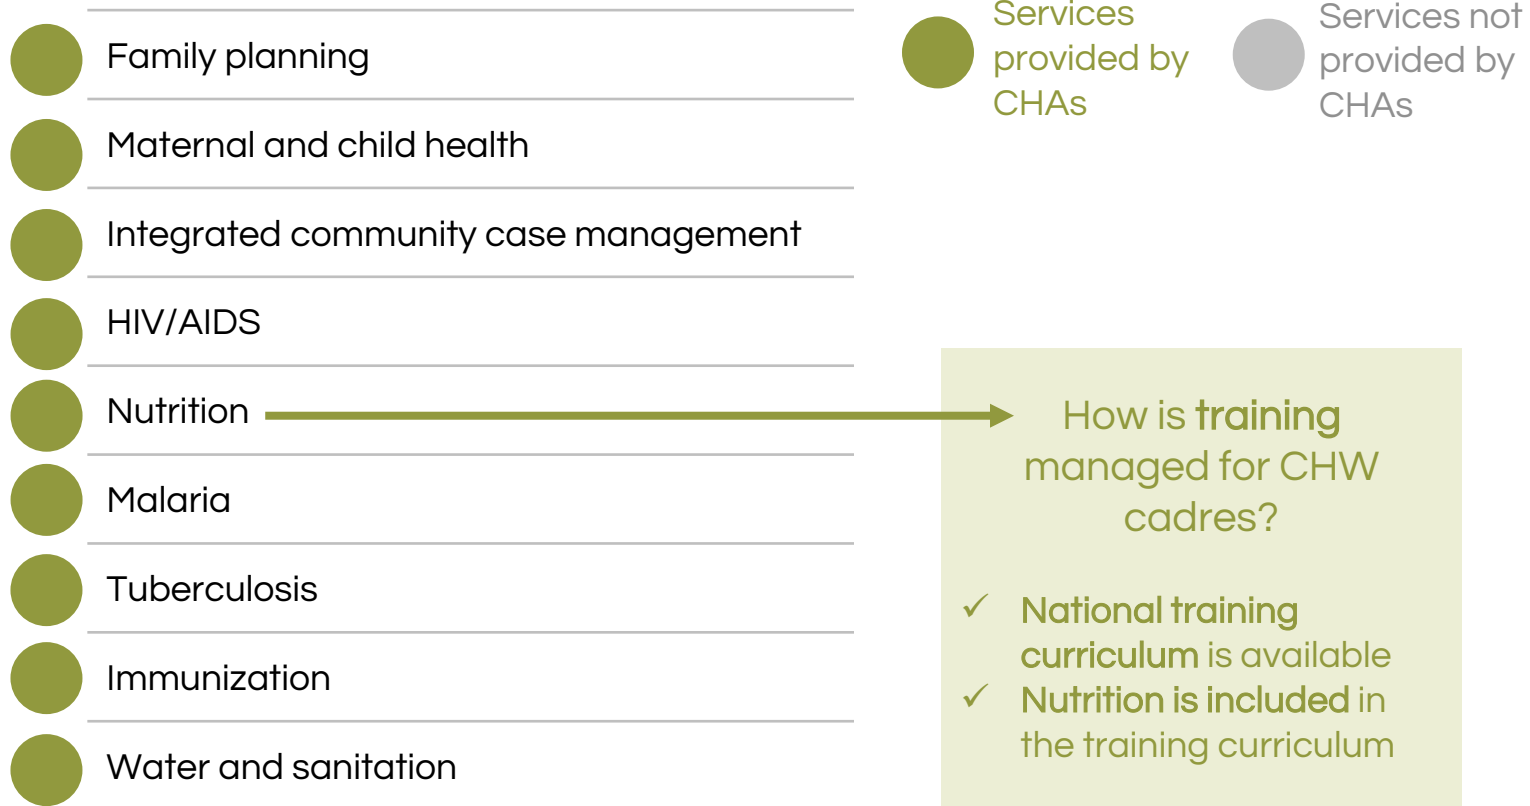 Family planning
Maternal and child health
Integrated community case management
HIV/AIDS
Nutrition
Malaria
Tuberculosis
Immunization
Water and sanitation
Services
provided by
CHAs
Services not
provided by
CHAs
How is training
managed for CHW
cadres?
✓ National training
curriculum is available
✓ Nutrition is included in
the training curriculum